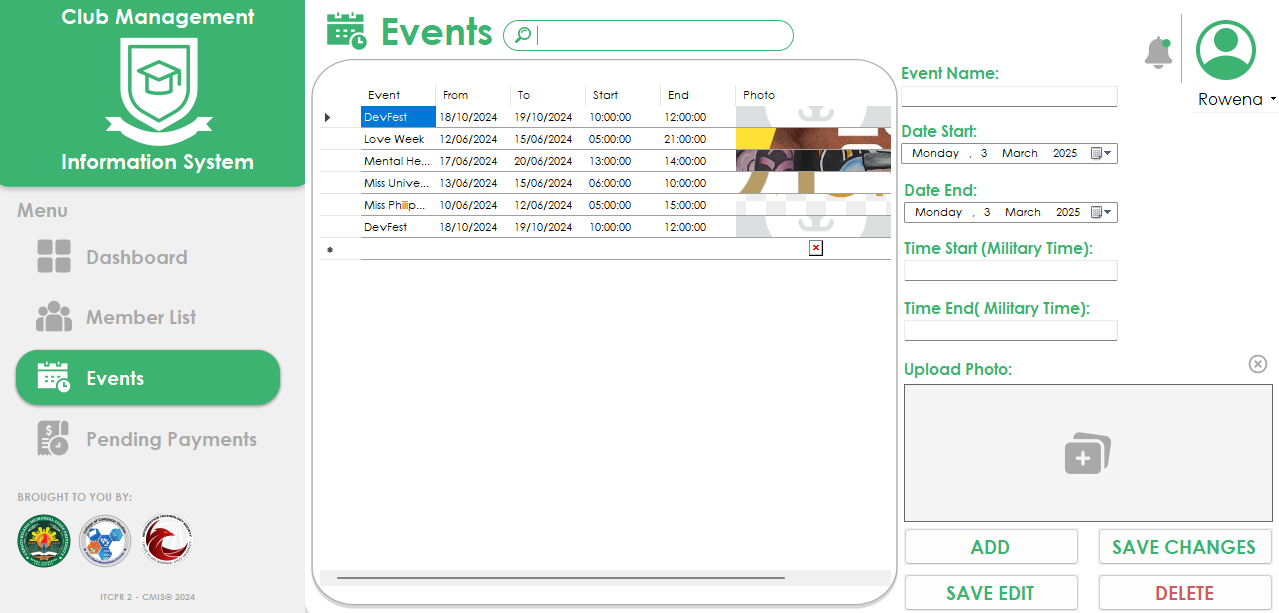 Club Management
Information System
Menu
Dashboard
Member List
Events
Pending Payments
BROUGHT TO YOU BY:
ITCPR 2 - CMIS© 2024
Events
Event From To Start End Photo
DevFest 18/10/2024 19/10/2024 10:00:00 12:00:00
Love Week 12/06/2024 15/06/2024 05:00:00 21:00:00
Mental He... 17/06/2024 20/06/2024 13:00:00 14:00:00
Miss Unive... 13/06/2024 15/06/2024 06:00:00 10:00:00
Miss Philip... 10/06/2024 12/06/2024 05:00:00 15:00:00
DevFest 18/10/2024 19/10/2024 10:00:00 12:00:00
Rowena
Event Name:
Date Start:
Monday , 3 March 2025
Date End:
Monday , 3 March 2025
Time Start (Military Time):
Time End( Military Time):
Upload Photo:
ADD
SAVE CHANGES
SAVE EDIT
DELETE